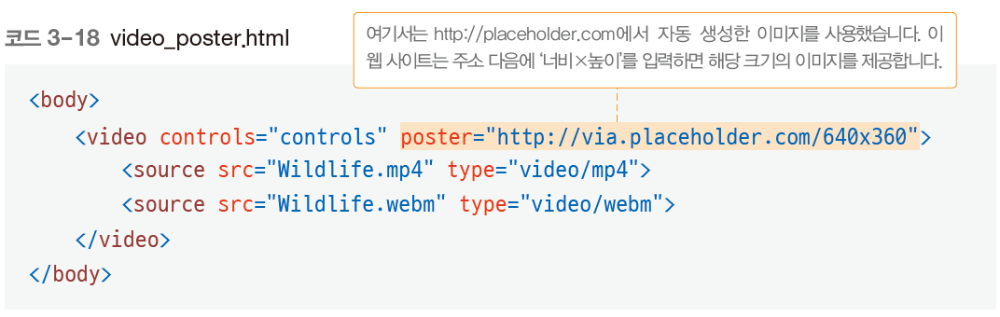 코드 3-18 video_poster.html
여기서는 http://placeholder.com에서 자동 생성한 이미지를 사용했습니다. 이
웹 사이트는 주소 다음에 '너비×높이'를 입력하면 해당 크기의 이미지를 제공합니다.
<body>
<video controls="controls" poster="http://via.placeholder.com/640x360">
<source src="Wildlife.mp4" type="video/mp4">
<source src="Wildlife.webm" type="video/webm">
</video>
</body>